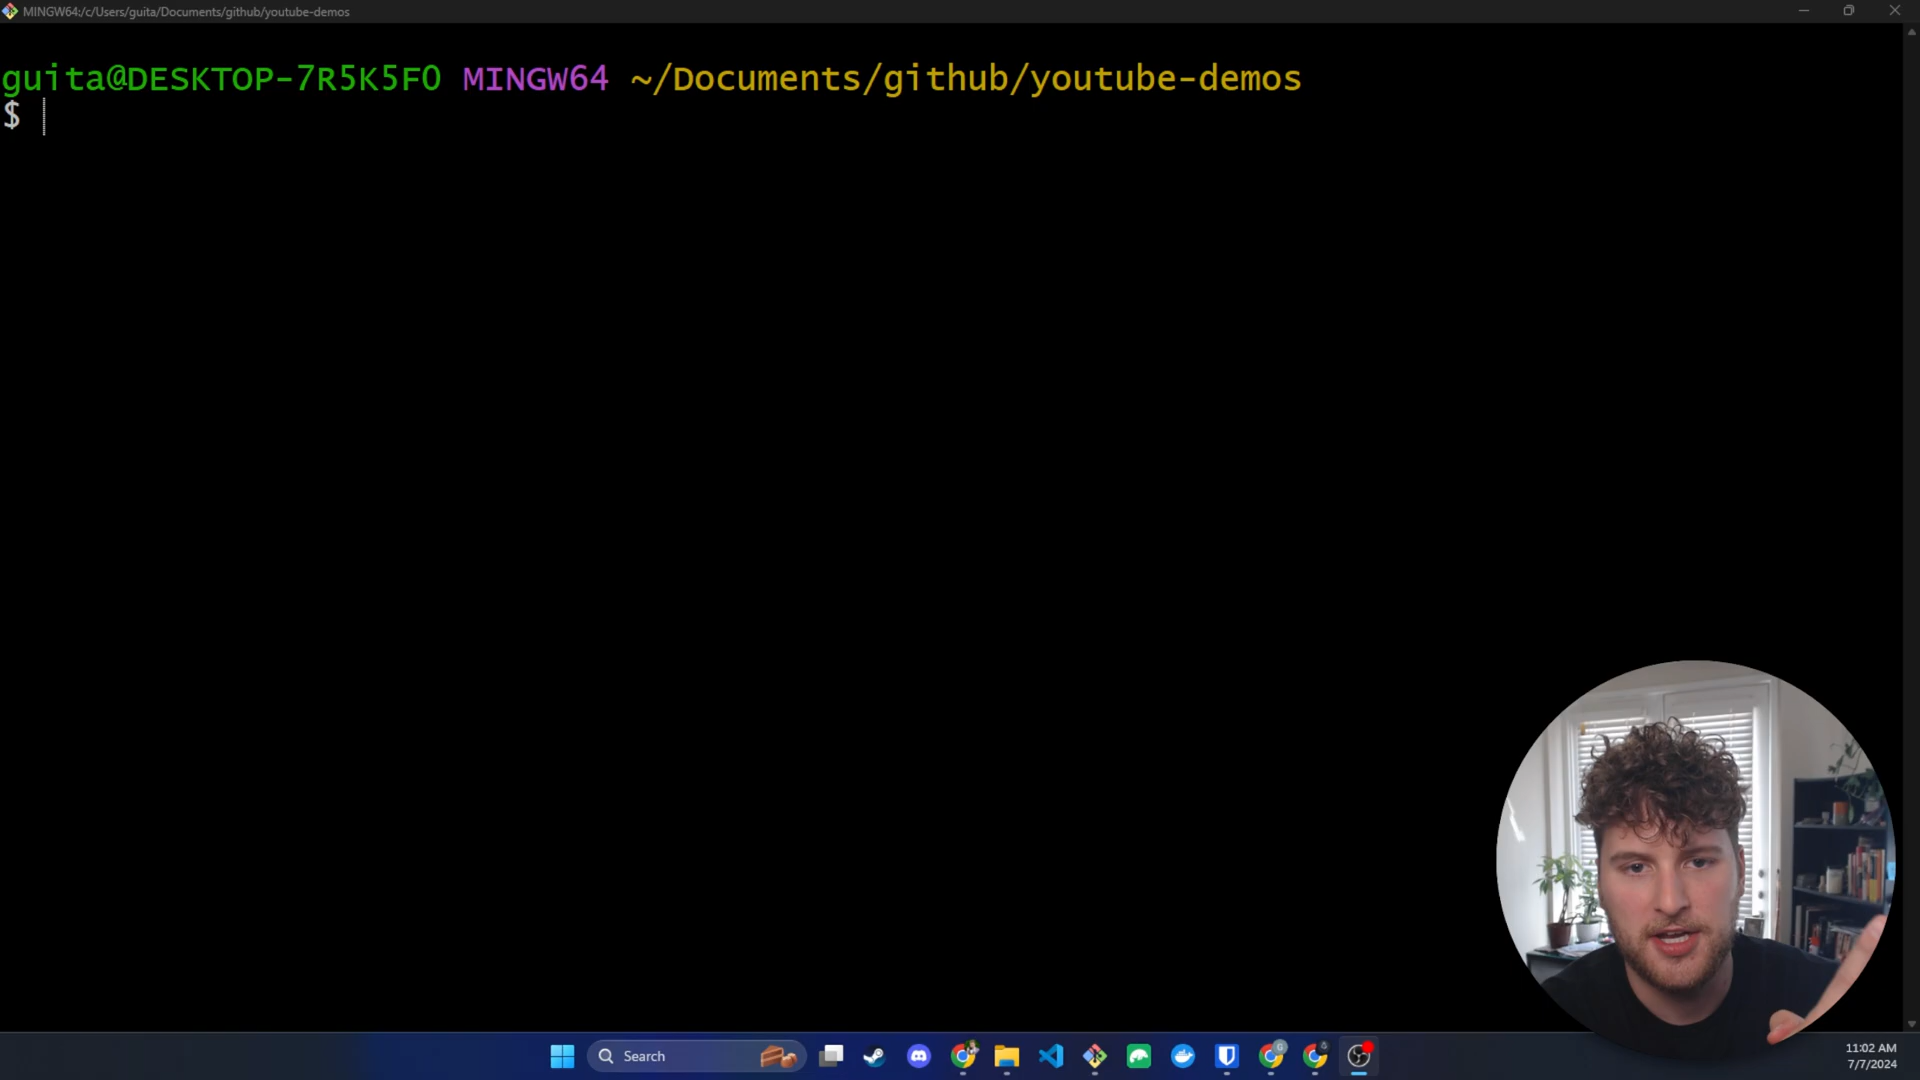 MINGW64:/c/Users/guita/Documents/github/youtube-demos
guita@DESKTOP-7R5K5FO MINGW64 ~/Documents/github/youtube-demos
$
Search
11:02 AM
7/7/2024